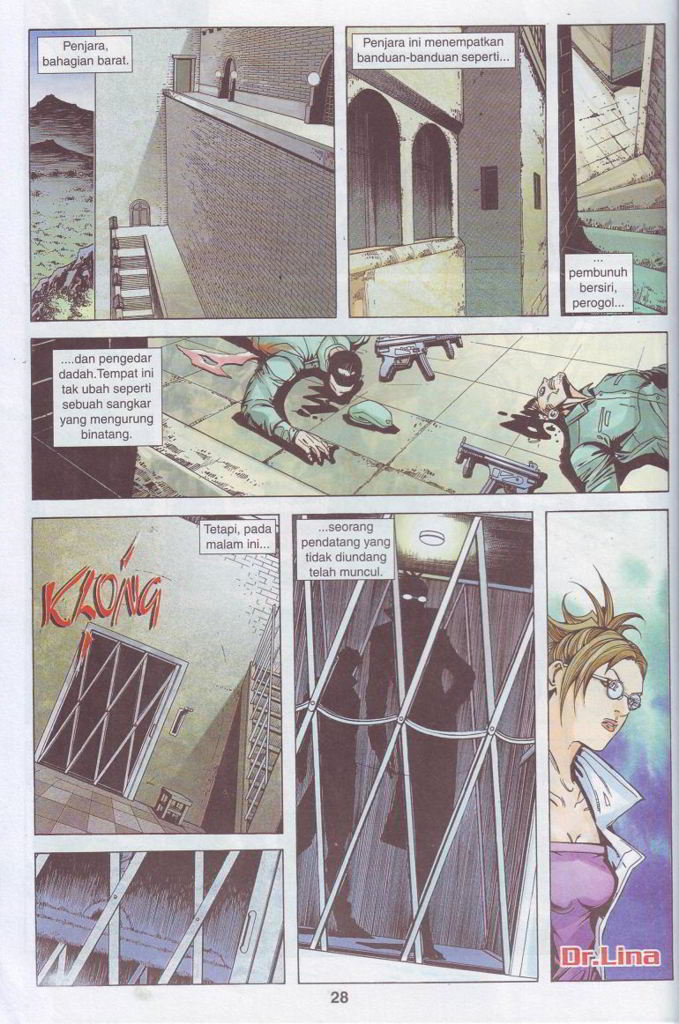 Penjara,
bahagian barat.
Penjara ini menempatkan
banduan-banduan seperti...
...
pembunuh
bersiri,
perogol...
....dan pengedar
dadah.Tempat ini
tak ubah seperti
sebuah sangkar
yang mengurung
binatang.
Tetapi, pada
malam ini...
KLONG
...seorang
pendatang yang
tidak diundang
telah muncul.
Dr.Lina
28